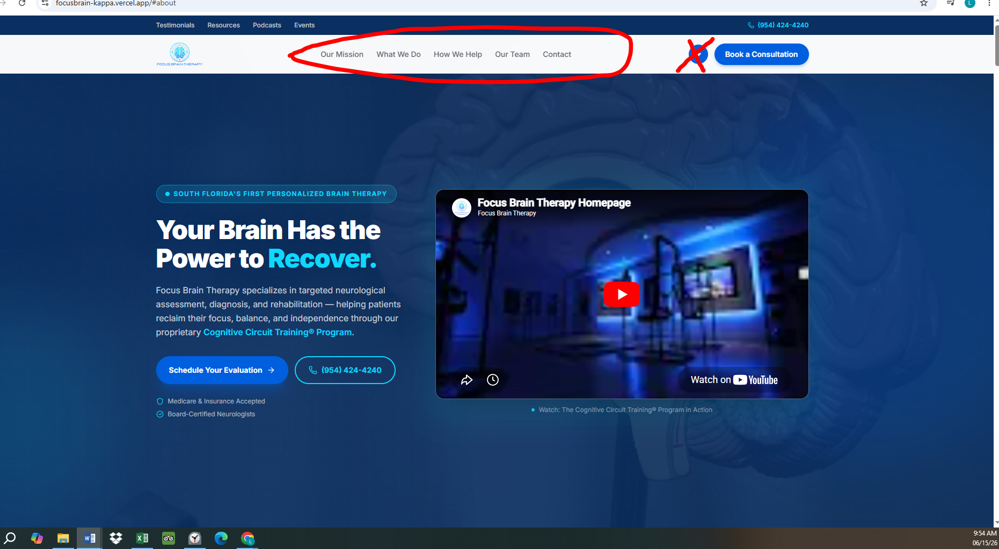 focusbrain-kappa.vercel.app/#about
L
Testimonials Resources Podcasts Events (954) 424-4240
FOCUS BRAIN THERAPY
Our Mission What We Do How We Help Our Team Contact
Book a Consultation
SOUTH FLORIDA'S FIRST PERSONALIZED BRAIN THERAPY
Your Brain Has the
Power to Recover.
Focus Brain Therapy specializes in targeted neurological
assessment, diagnosis, and rehabilitation — helping patients
reclaim their focus, balance, and independence through our
proprietary Cognitive Circuit Training® Program.
Schedule Your Evaluation → (954) 424-4240
Medicare & Insurance Accepted
Board-Certified Neurologists
Focus Brain Therapy Homepage
Focus Brain Therapy
Watch on YouTube
Watch: The Cognitive Circuit Training® Program in Action
9:54 AM
06/15/26